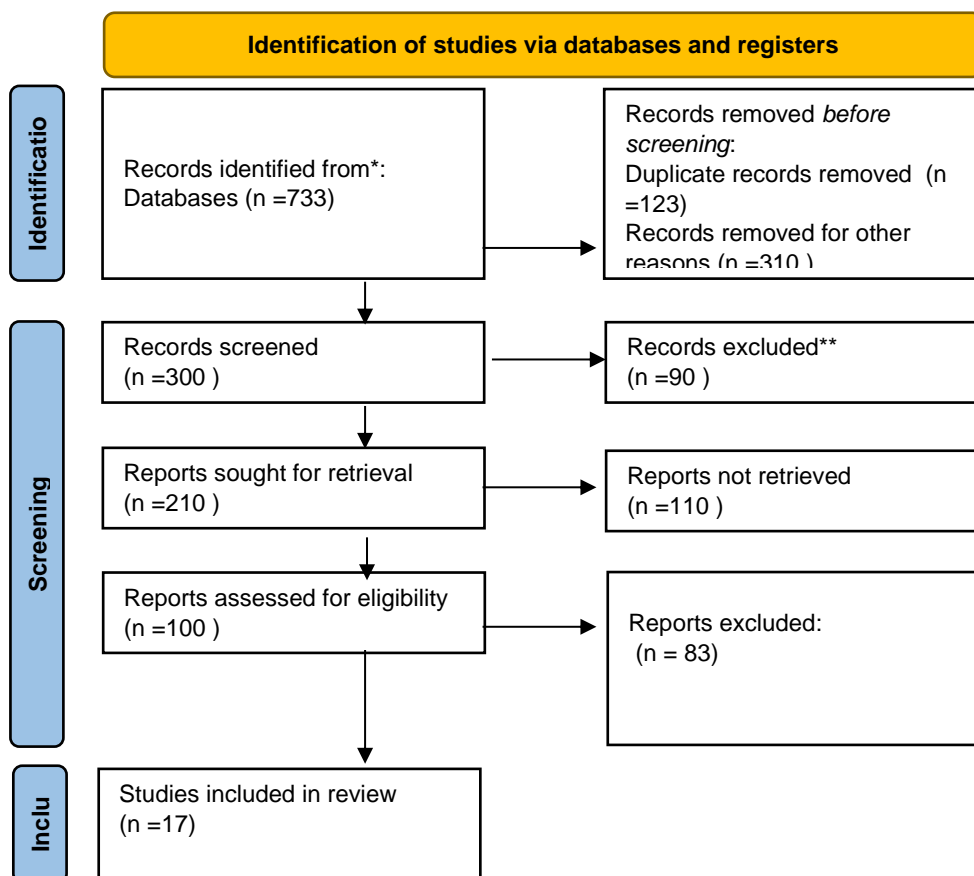 Identification of studies via databases and registers
Identificatio
Records identified from*:
Databases (n =733)
Records removed before
screening:
Duplicate records removed (n
=123)
Records removed for other
reasons (n =310 )
Screening
Records screened
(n =300 )
Records excluded**
(n =90 )
Reports sought for retrieval
(n =210 )
Reports not retrieved
(n =110 )
Reports assessed for eligibility
(n =100 )
Reports excluded:
(n = 83)
Inclu
Studies included in review
(n =17)